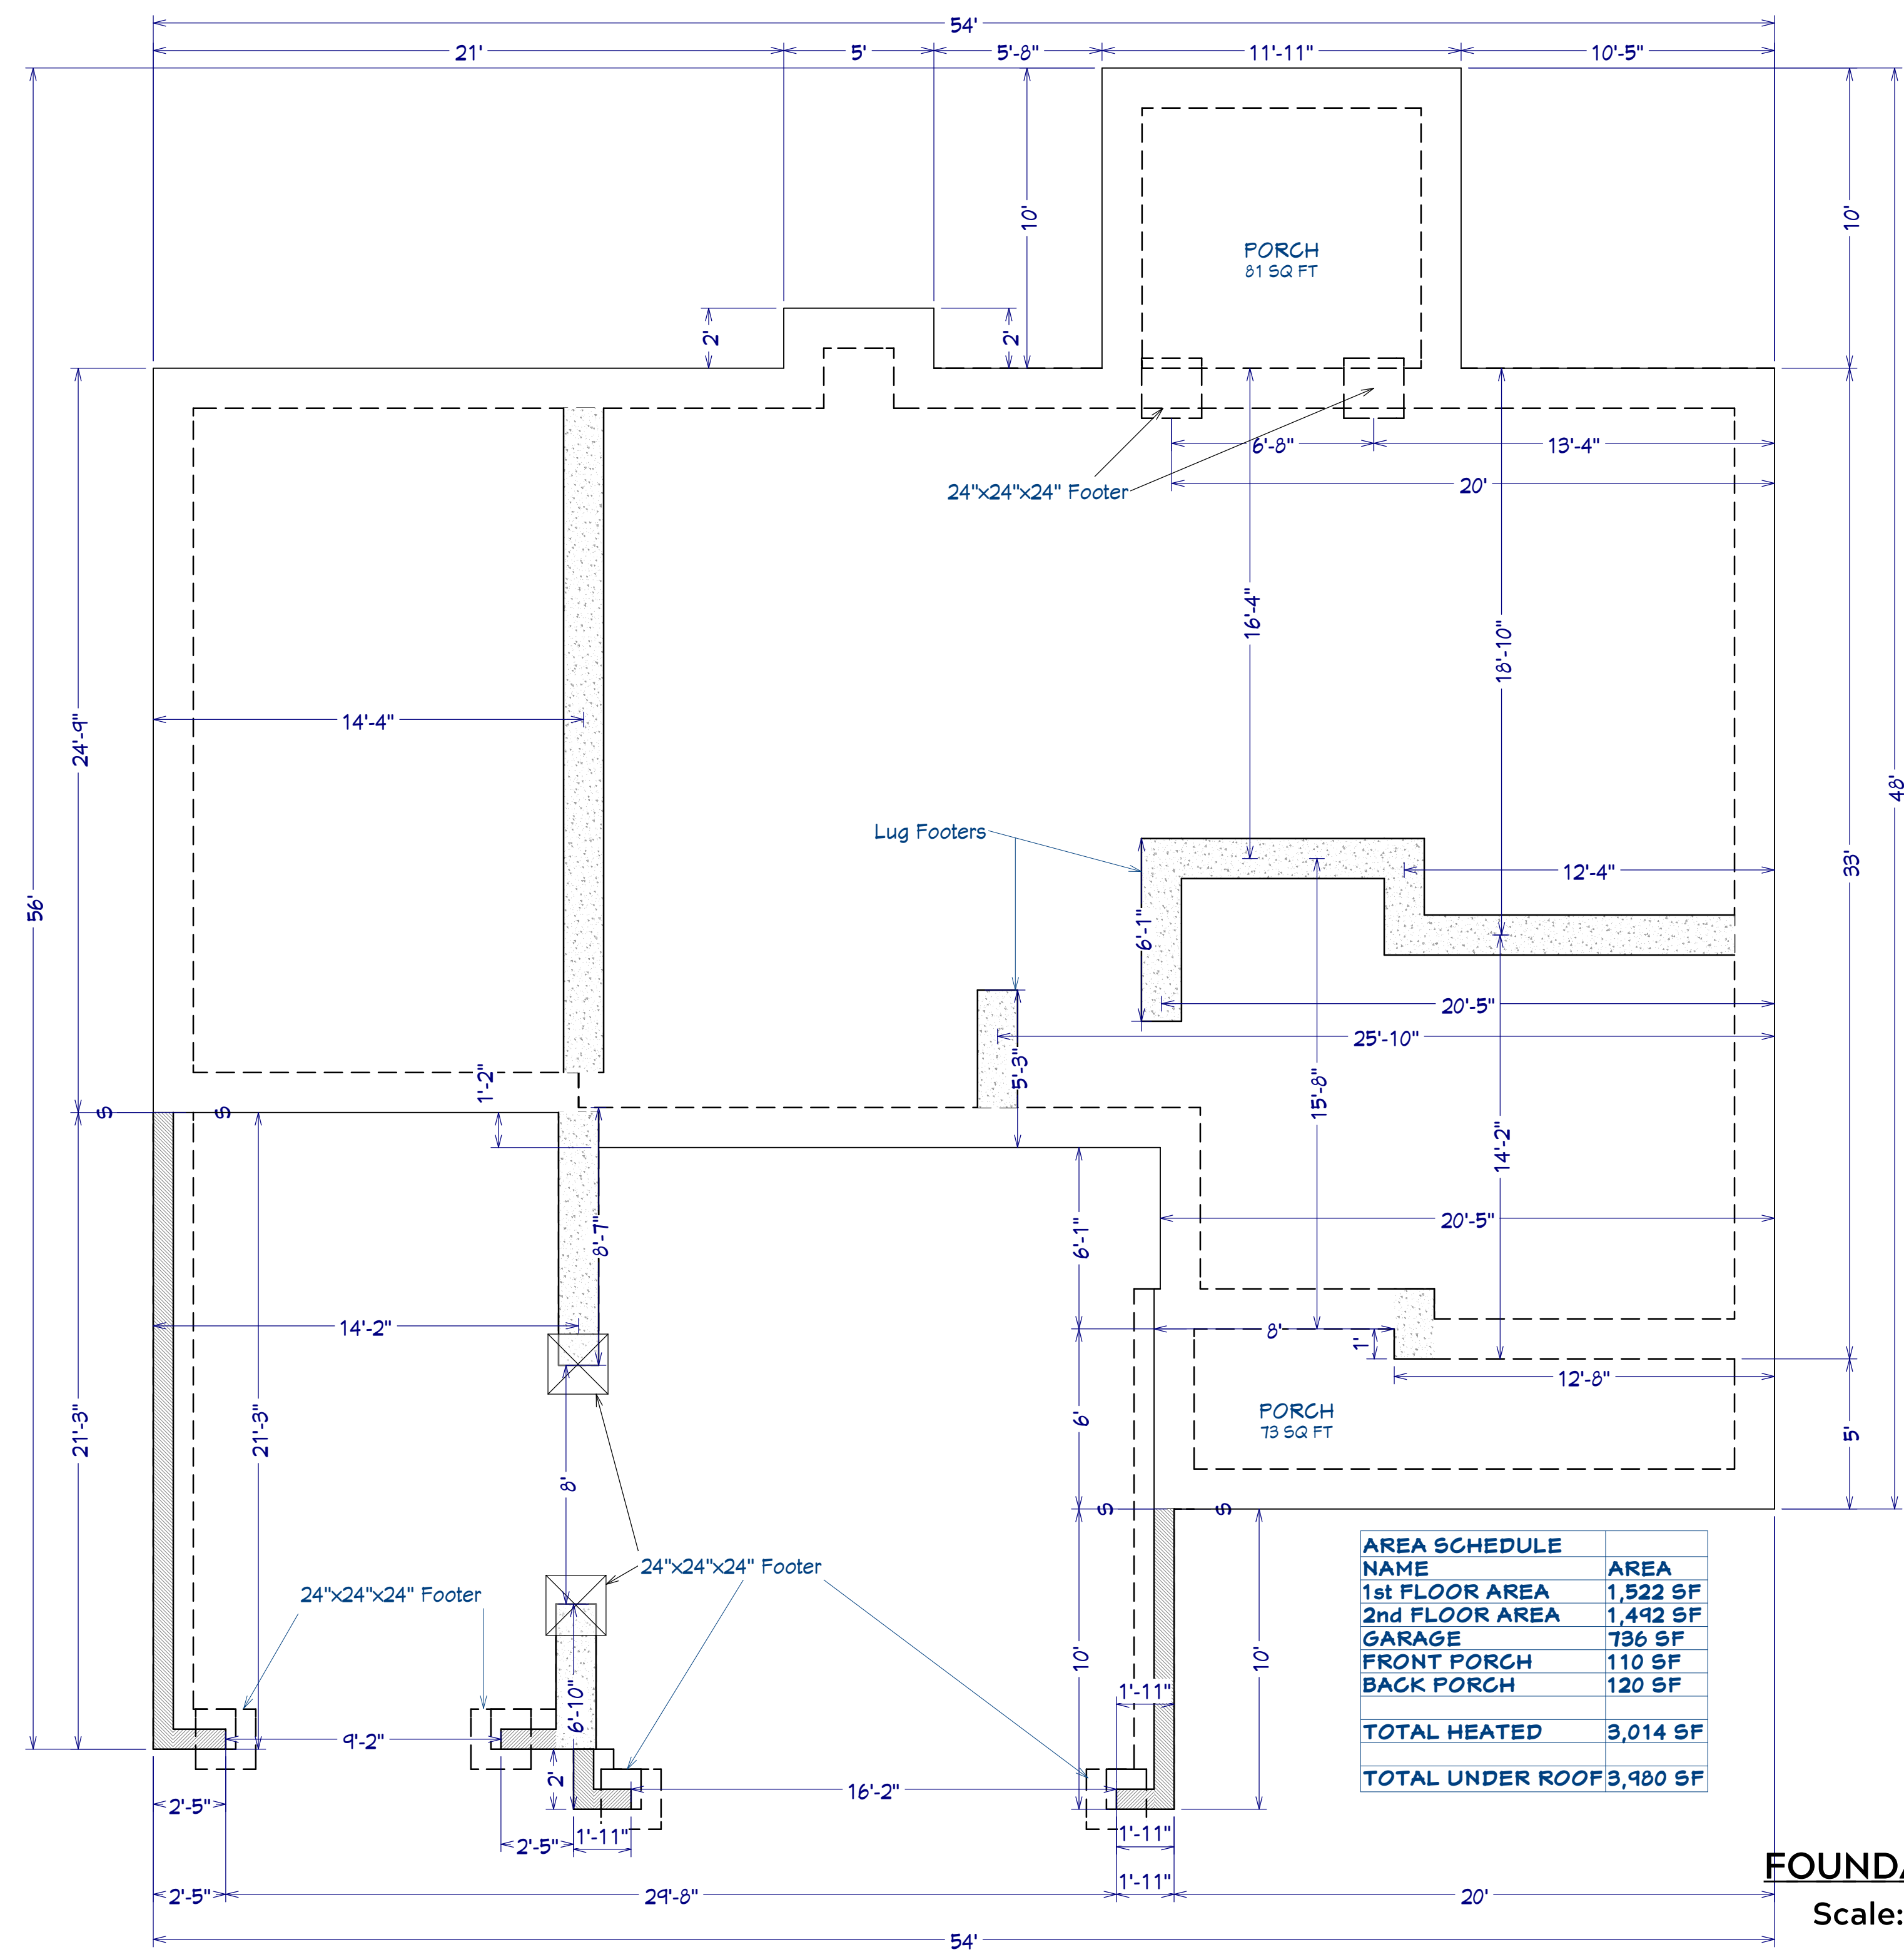 54'
21' 5' 5'-8" 11'-11" 10'-5"
10' 10'
PORCH
81 SQ FT
2' 2'
6'-8" 13'-4"
24"x24"x24" Footer 20'
16'-4"
18'-10"
14'-4"
24'-9"
48'
Lug Footers
33'
12'-4"
56'
6'-1"
20'-5"
25'-10"
1'-2" 5'-3" 15'-8"
S S
14'-2"
20'-5"
8'-7" 6'-1"
14'-2" 8' 1'
12'-8"
PORCH
73 SQ FT
21'-3" 21'-3" 6' 5'
8'
S S
24"x24"x24" Footer
24"x24"x24" Footer
AREA SCHEDULE
NAME AREA
1st FLOOR AREA 1,522 SF
2nd FLOOR AREA 1,492 SF
GARAGE 736 SF
FRONT PORCH 110 SF
BACK PORCH 120 SF
TOTAL HEATED 3,014 SF
TOTAL UNDER ROOF 3,980 SF
10' 10'
1'-11"
6'-10"
9'-2"
2' 16'-2"
2'-5"
2'-5" 1'-11" 1'-11"
2'-5" 29'-8" 1'-11" 20'
54'
FOUNDA
Scale: